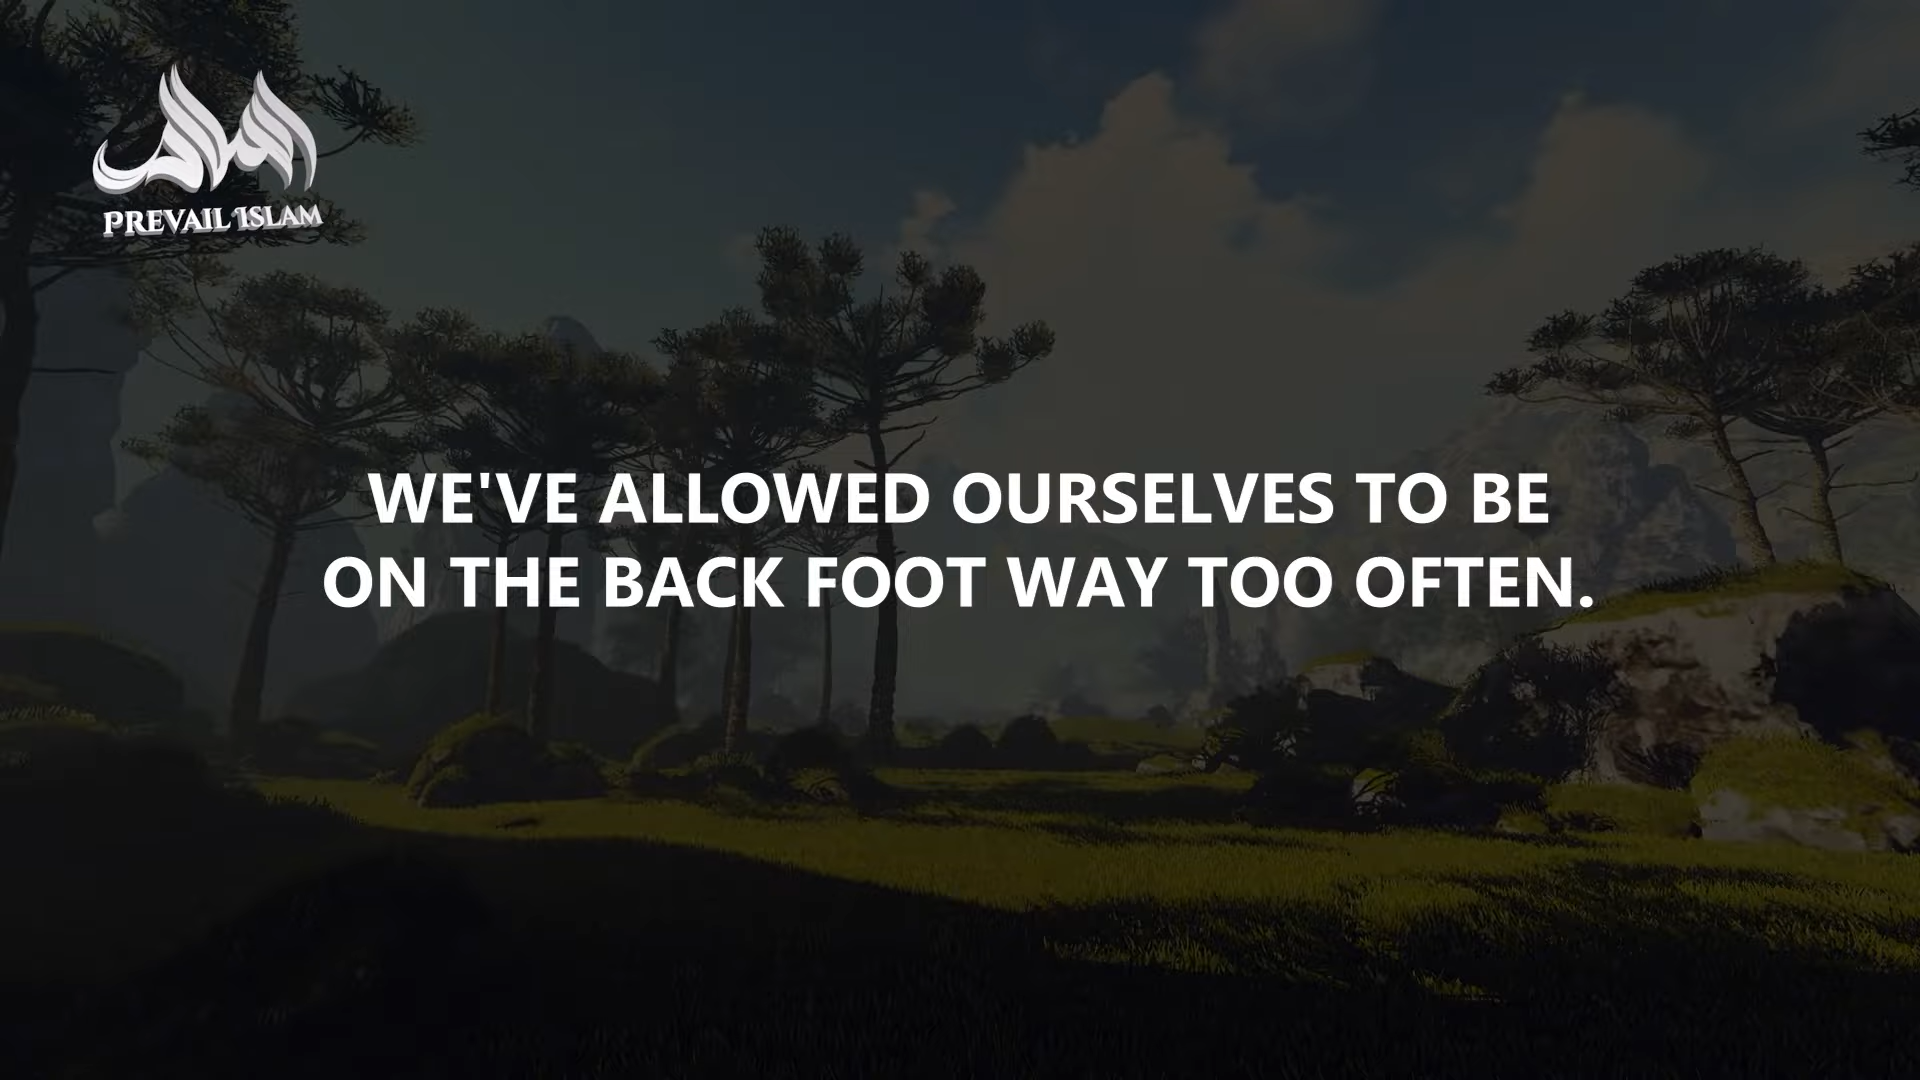 PREVAIL ISLAM
WE'VE ALLOWED OURSELVES TO BE
ON THE BACK FOOT WAY TOO OFTEN.